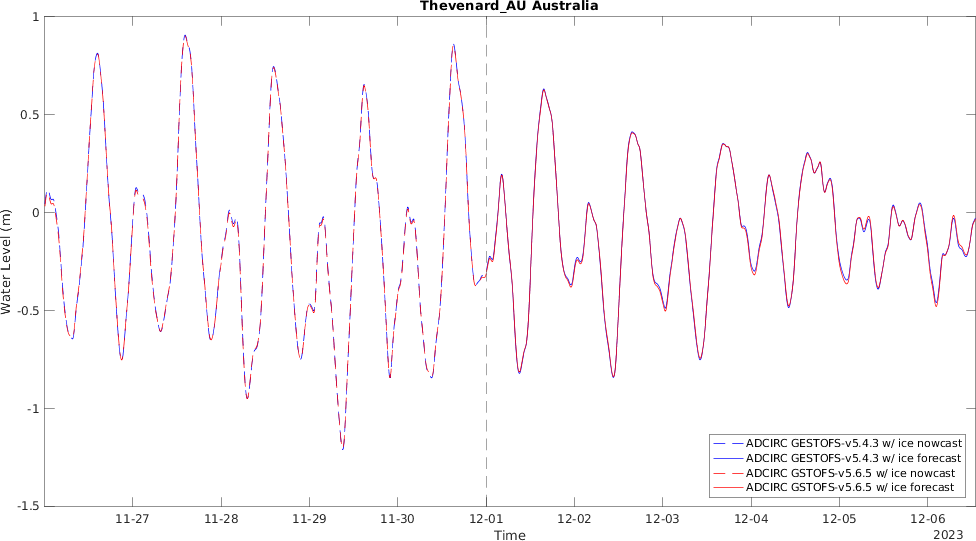 Thevenard_AU Australia
1
0.5
0
-0.5
-1
-1.5
Water Level (m)
11-27 11-28 11-29 11-30 12-01 12-02 12-03 12-04 12-05 12-06
Time
2023
ADCIRC GESTOFS-v5.4.3 w/ ice nowcast
ADCIRC GESTOFS-v5.4.3 w/ ice forecast
ADCIRC GSTOFS-v5.6.5 w/ ice nowcast
ADCIRC GSTOFS-v5.6.5 w/ ice forecast